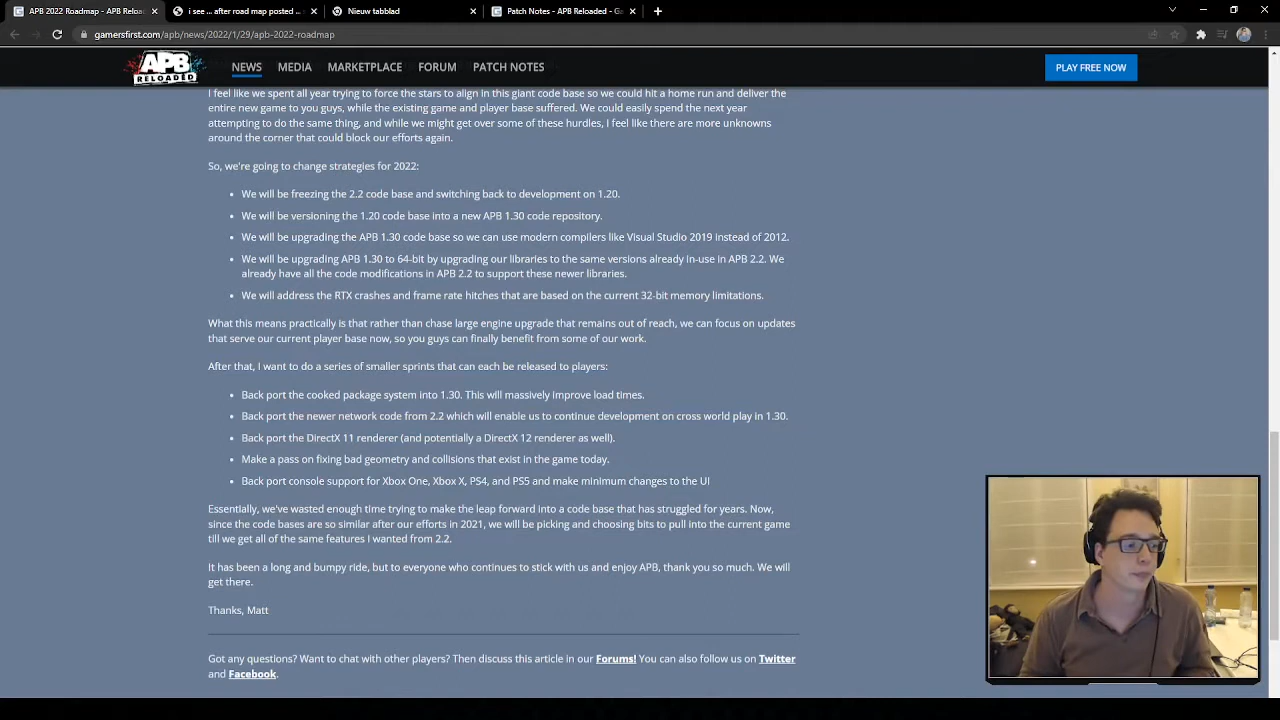 APB 2022 Roadmap - APB Reloaded
i see ... after road map posted ...
Nieuw tabblad
Patch Notes - APB Reloaded - Ga
gamersfirst.com/apb/news/2022/1/29/apb-2022-roadmap
APB RELOADED
NEWS
MEDIA
MARKETPLACE
FORUM
PATCH NOTES
PLAY FREE NOW
I feel like we spent all year trying to force the stars to align in this giant code base so we could hit a home run and deliver the
entire new game to you guys, while the existing game and player base suffered. We could easily spend the next year
attempting to do the same thing, and while we might get over some of these hurdles, I feel like there are more unknowns
around the corner that could block our efforts again.
So, we're going to change strategies for 2022:
• We will be freezing the 2.2 code base and switching back to development on 1.20.
• We will be versioning the 1.20 code base into a new APB 1.30 code repository.
• We will be upgrading the APB 1.30 code base so we can use modern compilers like Visual Studio 2019 instead of 2012.
• We will be upgrading APB 1.30 to 64-bit by upgrading our libraries to the same versions already in-use in APB 2.2. We
already have all the code modifications in APB 2.2 to support these newer libraries.
• We will address the RTX crashes and frame rate hitches that are based on the current 32-bit memory limitations.
What this means practically is that rather than chase large engine upgrade that remains out of reach, we can focus on updates
that serve our current player base now, so you guys can finally benefit from some of our work.
After that, I want to do a series of smaller sprints that can each be released to players:
• Back port the cooked package system into 1.30. This will massively improve load times.
• Back port the newer network code from 2.2 which will enable us to continue development on cross world play in 1.30.
• Back port the DirectX 11 renderer (and potentially a DirectX 12 renderer as well).
• Make a pass on fixing bad geometry and collisions that exist in the game today.
• Back port console support for Xbox One, Xbox X, PS4, and PS5 and make minimum changes to the UI
Essentially, we've wasted enough time trying to make the leap forward into a code base that has struggled for years. Now,
since the code bases are so similar after our efforts in 2021, we will be picking and choosing bits to pull into the current game
till we get all of the same features I wanted from 2.2.
It has been a long and bumpy ride, but to everyone who continues to stick with us and enjoy APB, thank you so much. We will
get there.
Thanks, Matt
Got any questions? Want to chat with other players? Then discuss this article in our Forums! You can also follow us on Twitter
and Facebook.